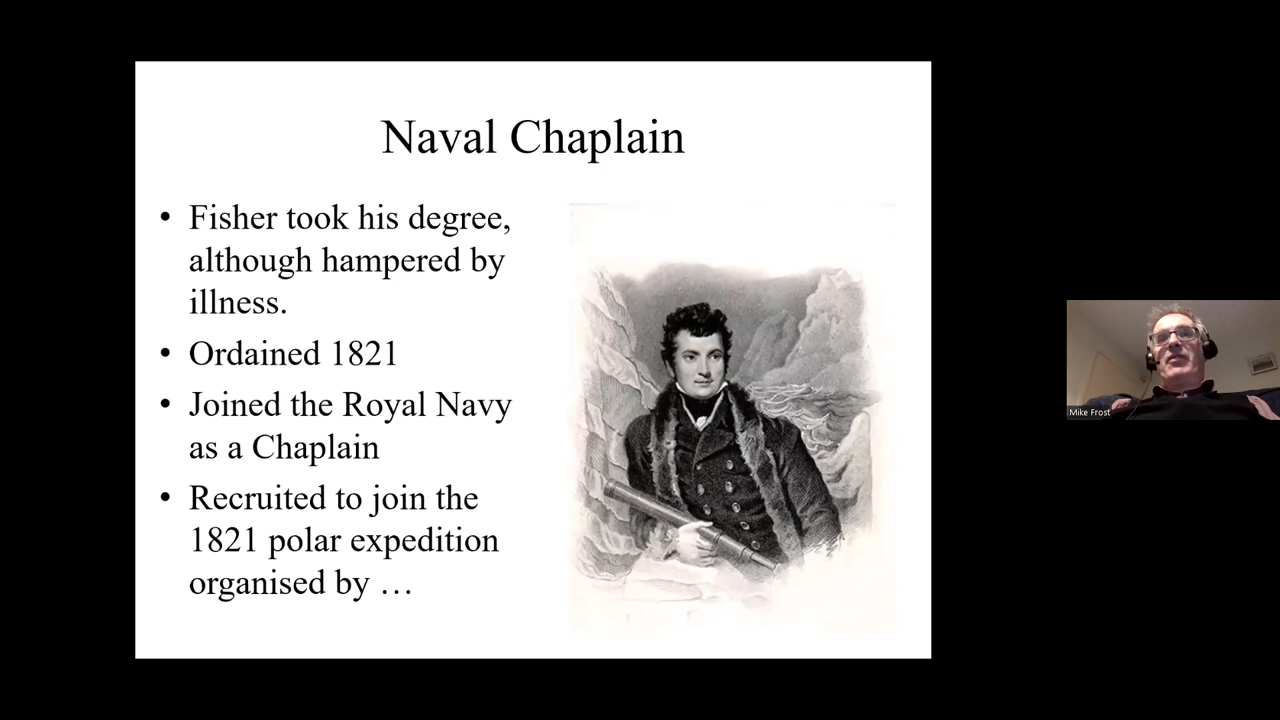 Naval Chaplain
• Fisher took his degree,
although hampered by
illness.
• Ordained 1821
• Joined the Royal Navy
as a Chaplain
• Recruited to join the
1821 polar expedition
organised by …
Mike Frost